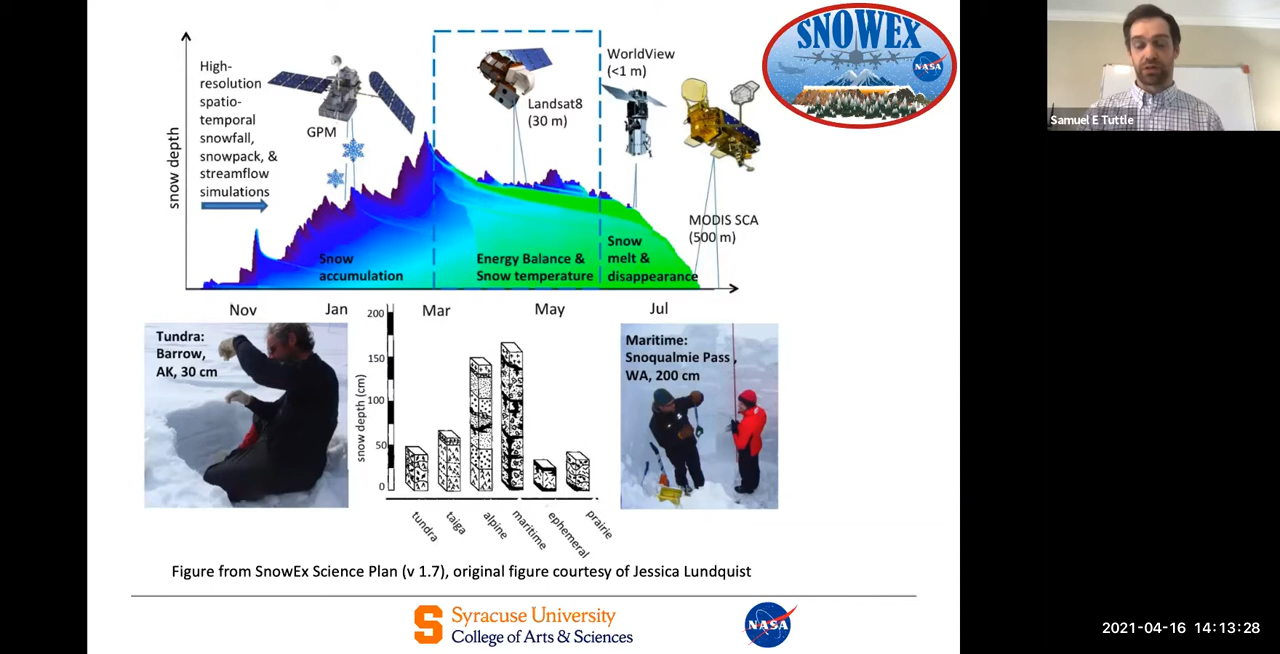 High-
resolution
spatio-
temporal
snowfall,
snowpack, &
streamflow
simulations
snow depth
GPM
Landsat8
(30 m)
WorldView
(<1 m)
MODIS SCA
(500 m)
Snow
accumulation
Energy Balance &
Snow temperature
Snow
melt &
disappearance
Nov
Jan
Mar
May
Jul
SNOWEX
NASA
Samuel E Tuttle
Tundra:
Barrow,
AK, 30 cm
snow depth (cm)
200
150
100
50
0
tundra
taiga
alpine
maritime
ephemeral
prairie
Maritime:
Snoqualmie Pass,
WA, 200 cm
Figure from SnowEx Science Plan (v 1.7), original figure courtesy of Jessica Lundquist
S
Syracuse University
College of Arts & Sciences
NASA
2021-04-16 14:13:28